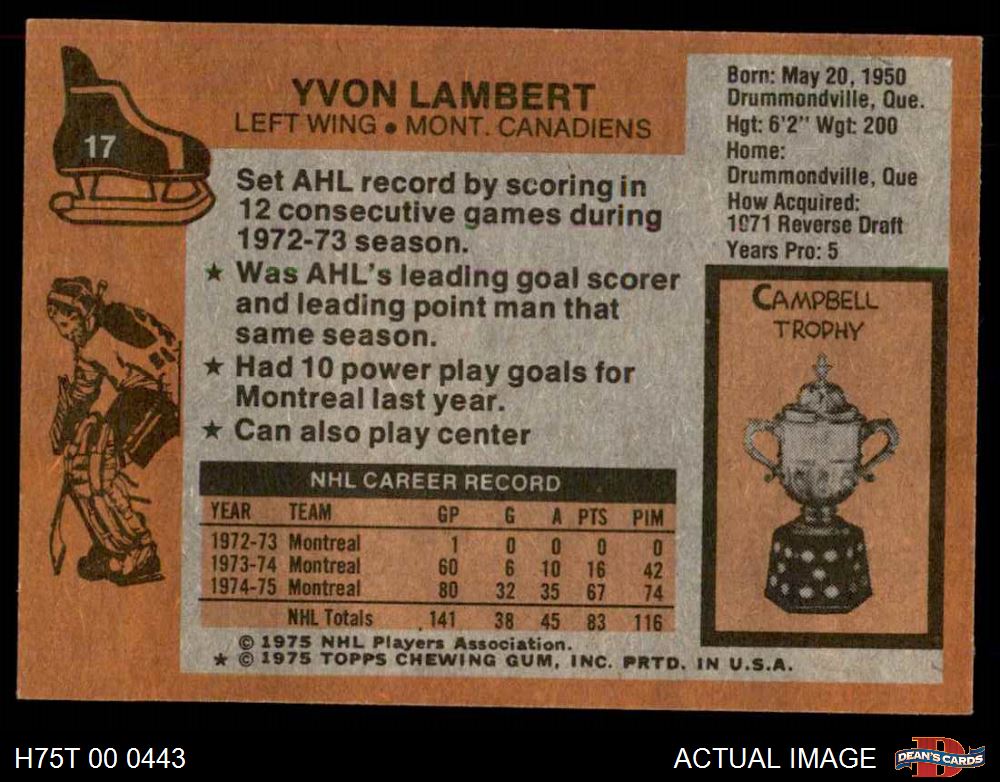 17
YVON LAMBERT
LEFT WING ● MONT. CANADIENS
Set AHL record by scoring in
12 consecutive games during
1972-73 season.
★ Was AHL's leading goal scorer
and leading point man that
same season.
★ Had 10 power play goals for
Montreal last year.
★ Can also play center
Born: May 20, 1950
Drummondville, Que.
Hgt: 6'2" Wgt: 200
Home:
Drummondville, Que
How Acquired:
1971 Reverse Draft
Years Pro: 5
CAMPBELL
TROPHY
NHL CAREER RECORD
YEAR TEAM GP G A PTS PIM
1972-73 Montreal 1 0 0 0 0
1973-74 Montreal 60 6 10 16 42
1974-75 Montreal 80 32 35 67 74
NHL Totals 141 38 45 83 116
© 1975 NHL Players Association.
★ © 1975 TOPPS CHEWING GUM, INC. PRTD. IN U.S.A.
H75T 00 0443
ACTUAL IMAGE
D
DEAN'S CARDS